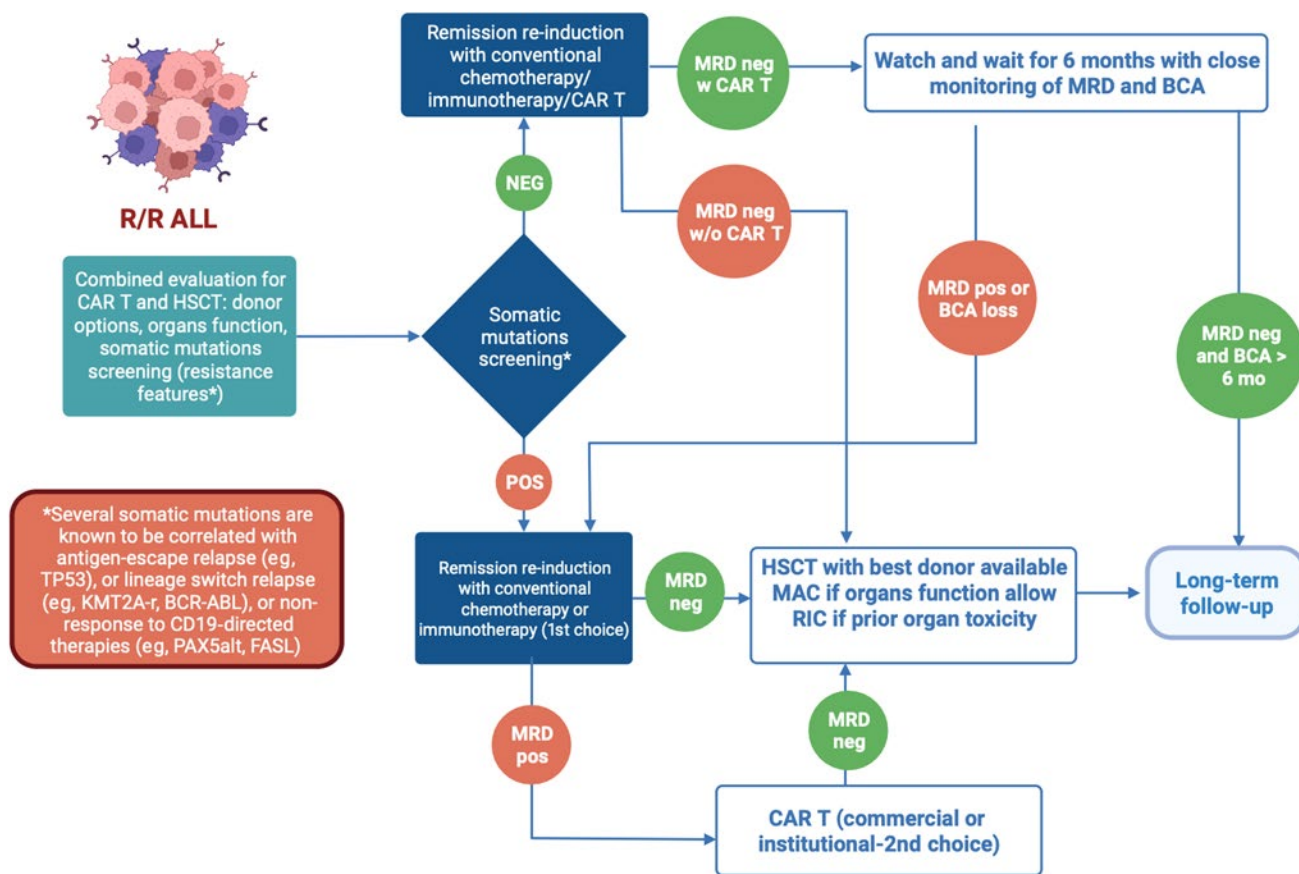 R/R ALL
Combined evaluation for
CAR T and HSCT: donor
options, organs function,
somatic mutations
screening (resistance
features*)
*Several somatic mutations are
known to be correlated with
antigen-escape relapse (eg,
TP53), or lineage switch relapse
(eg, KMT2A-r, BCR-ABL), or non-
response to CD19-directed
therapies (eg, PAX5alt, FASL)
Somatic
mutations
screening*
NEG
Remission re-induction
with conventional
chemotherapy/
immunotherapy/CAR T
MRD neg
w CAR T
Watch and wait for 6 months with close
monitoring of MRD and BCA
MRD neg
w/o CAR T
MRD pos or
BCA loss
MRD neg
and BCA >
6 mo
POS
Remission re-induction
with conventional
chemotherapy or
immunotherapy (1st choice)
MRD
neg
HSCT with best donor available
MAC if organs function allow
RIC if prior organ toxicity
Long-term
follow-up
MRD
pos
MRD
neg
CAR T (commercial or
institutional-2nd choice)